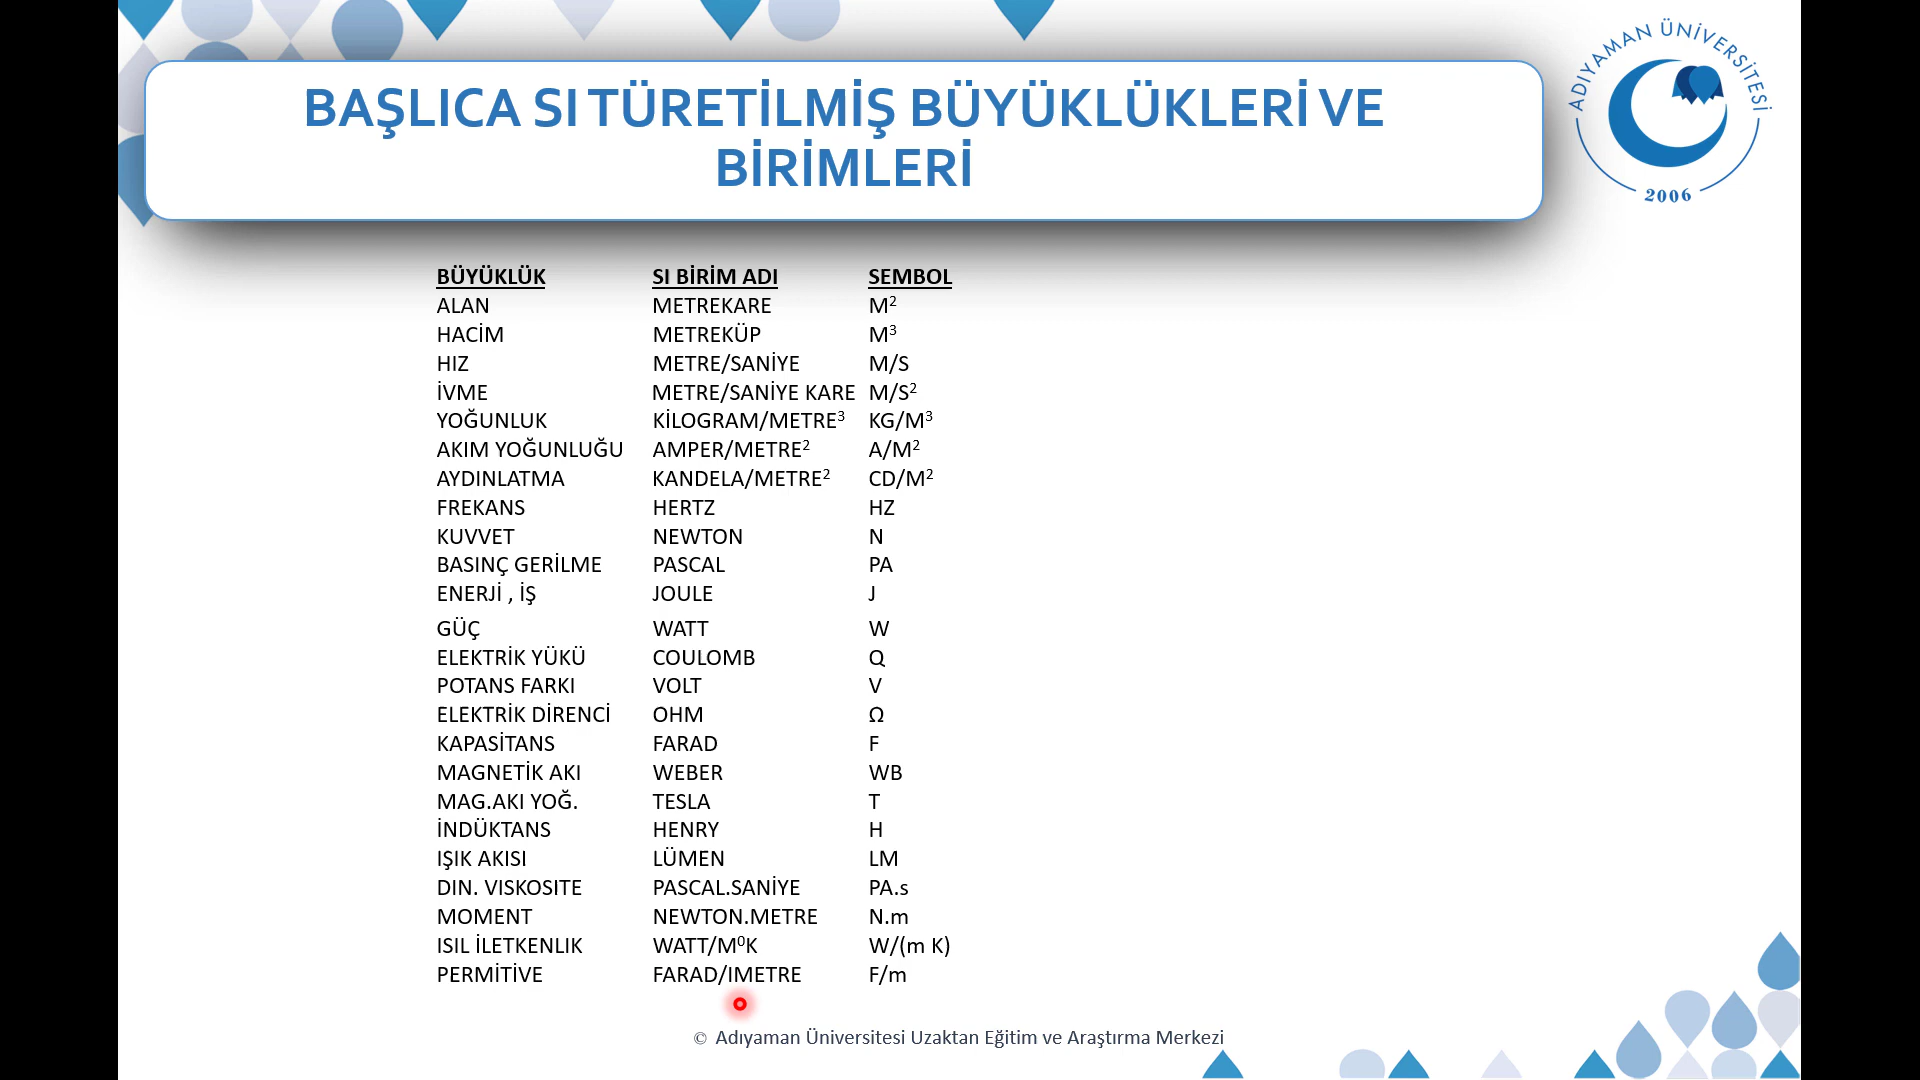 BAŞLICA SI TÜRETİLMİŞ BÜYÜKLÜKLERİ VE
BİRİMLERİ
ADIYAMAN ÜNİVERSİTESİ
2006
BÜYÜKLÜK SI BİRİM ADI SEMBOL
ALAN METREKARE M²
HACİM METREKÜP M³
HIZ METRE/SANİYE M/S
İVME METRE/SANİYE KARE M/S²
YOĞUNLUK KİLOGRAM/METRE³ KG/M³
AKIM YOĞUNLUĞU AMPER/METRE² A/M²
AYDINLATMA KANDELA/METRE² CD/M²
FREKANS HERTZ HZ
KUVVET NEWTON N
BASINÇ GERİLME PASCAL PA
ENERJİ , İŞ JOULE J
GÜÇ WATT W
ELEKTRİK YÜKÜ COULOMB Q
POTANS FARKI VOLT V
ELEKTRİK DİRENCİ OHM Ω
KAPASİTANS FARAD F
MAGNETİK AKI WEBER WB
MAG.AKI YOĞ. TESLA T
İNDÜKTANS HENRY H
IŞIK AKISI LÜMEN LM
DIN. VISKOSITE PASCAL.SANİYE PA.s
MOMENT NEWTON.METRE N.m
ISIL İLETKENLIK WATT/M⁰K W/(m K)
PERMİTİVE FARAD/IMETRE F/m
© Adıyaman Üniversitesi Uzaktan Eğitim ve Araştırma Merkezi